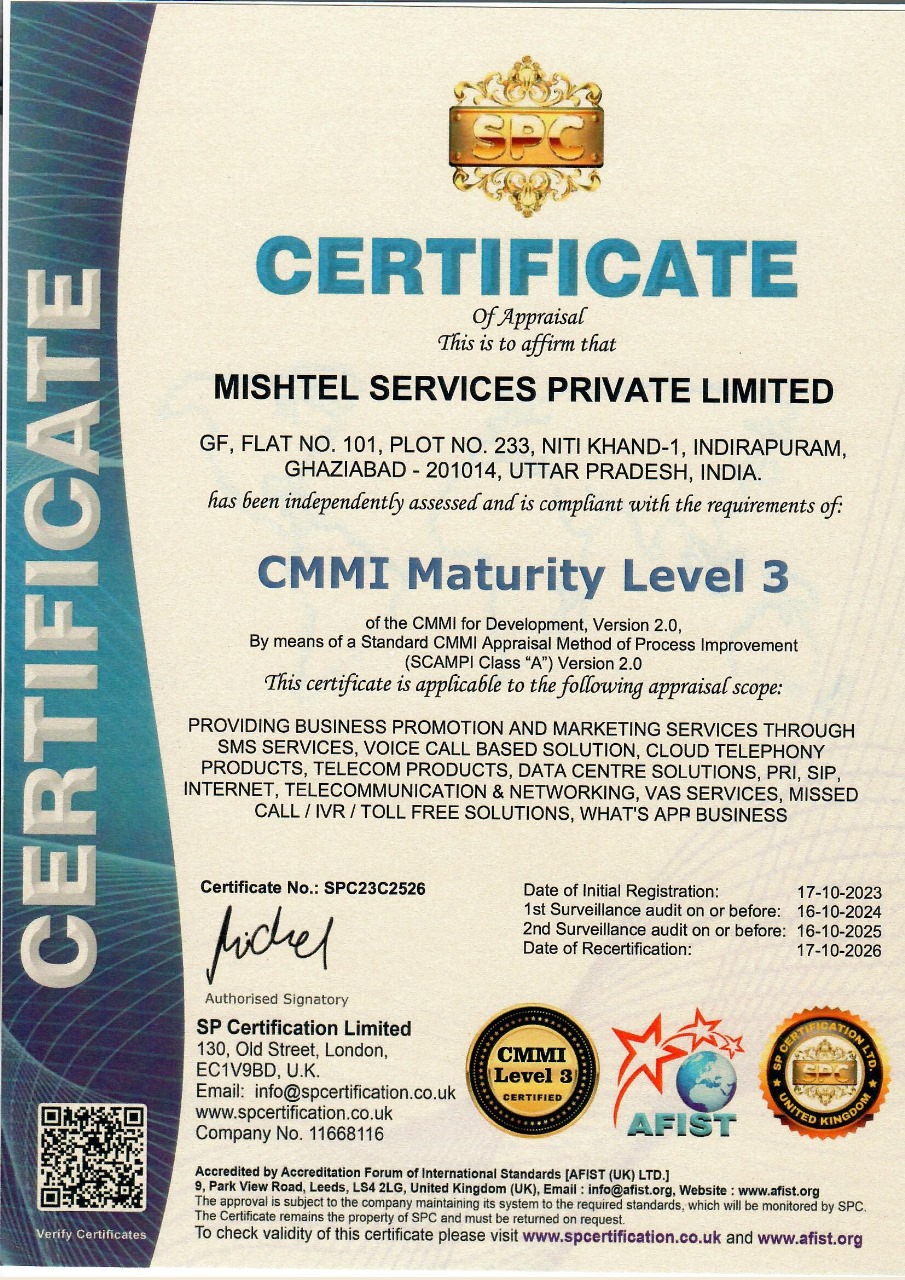 CERTIFICATE
SPC
CERTIFICATE
Of Appraisal
This is to affirm that
MISHTEL SERVICES PRIVATE LIMITED
GF, FLAT NO. 101, PLOT NO. 233, NITI KHAND-1, INDIRAPURAM,
GHAZIABAD - 201014, UTTAR PRADESH, INDIA.
has been independently assessed and is compliant with the requirements of:
CMMI Maturity Level 3
of the CMMI for Development, Version 2.0,
By means of a Standard CMMI Appraisal Method of Process Improvement
(SCAMPI Class “A”) Version 2.0
This certificate is applicable to the following appraisal scope:
PROVIDING BUSINESS PROMOTION AND MARKETING SERVICES THROUGH
SMS SERVICES, VOICE CALL BASED SOLUTION, CLOUD TELEPHONY
PRODUCTS, TELECOM PRODUCTS, DATA CENTRE SOLUTIONS, PRI, SIP,
INTERNET, TELECOMMUNICATION & NETWORKING, VAS SERVICES, MISSED
CALL / IVR / TOLL FREE SOLUTIONS, WHAT'S APP BUSINESS
Certificate No.: SPC23C2526
Date of Initial Registration: 17-10-2023
1st Surveillance audit on or before: 16-10-2024
2nd Surveillance audit on or before: 16-10-2025
Date of Recertification: 17-10-2026
Authorised Signatory
SP Certification Limited
130, Old Street, London,
EC1V9BD, U.K.
Email: info@spcertification.co.uk
www.spcertification.co.uk
Company No. 11668116
CMMI
Level 3
CERTIFIED
AFIST
SP CERTIFICATION LTD.
SPC
UNITED KINGDOM
Verify Certificates
Accredited by Accreditation Forum of International Standards [AFIST (UK) LTD.]
9, Park View Road, Leeds, LS4 2LG, United Kingdom (UK), Email : info@afist.org, Website : www.afist.org
The approval is subject to the company maintaining its system to the required standards, which will be monitored by SPC.
The Certificate remains the property of SPC and must be returned on request.
To check validity of this certificate please visit www.spcertification.co.uk and www.afist.org